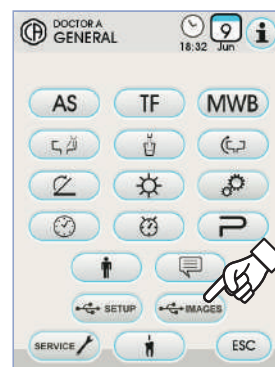 DOCTOR A
GENERAL
9
18:32 Jun
i
AS TF MWB
SETUP IMAGES
SERVICE ESC